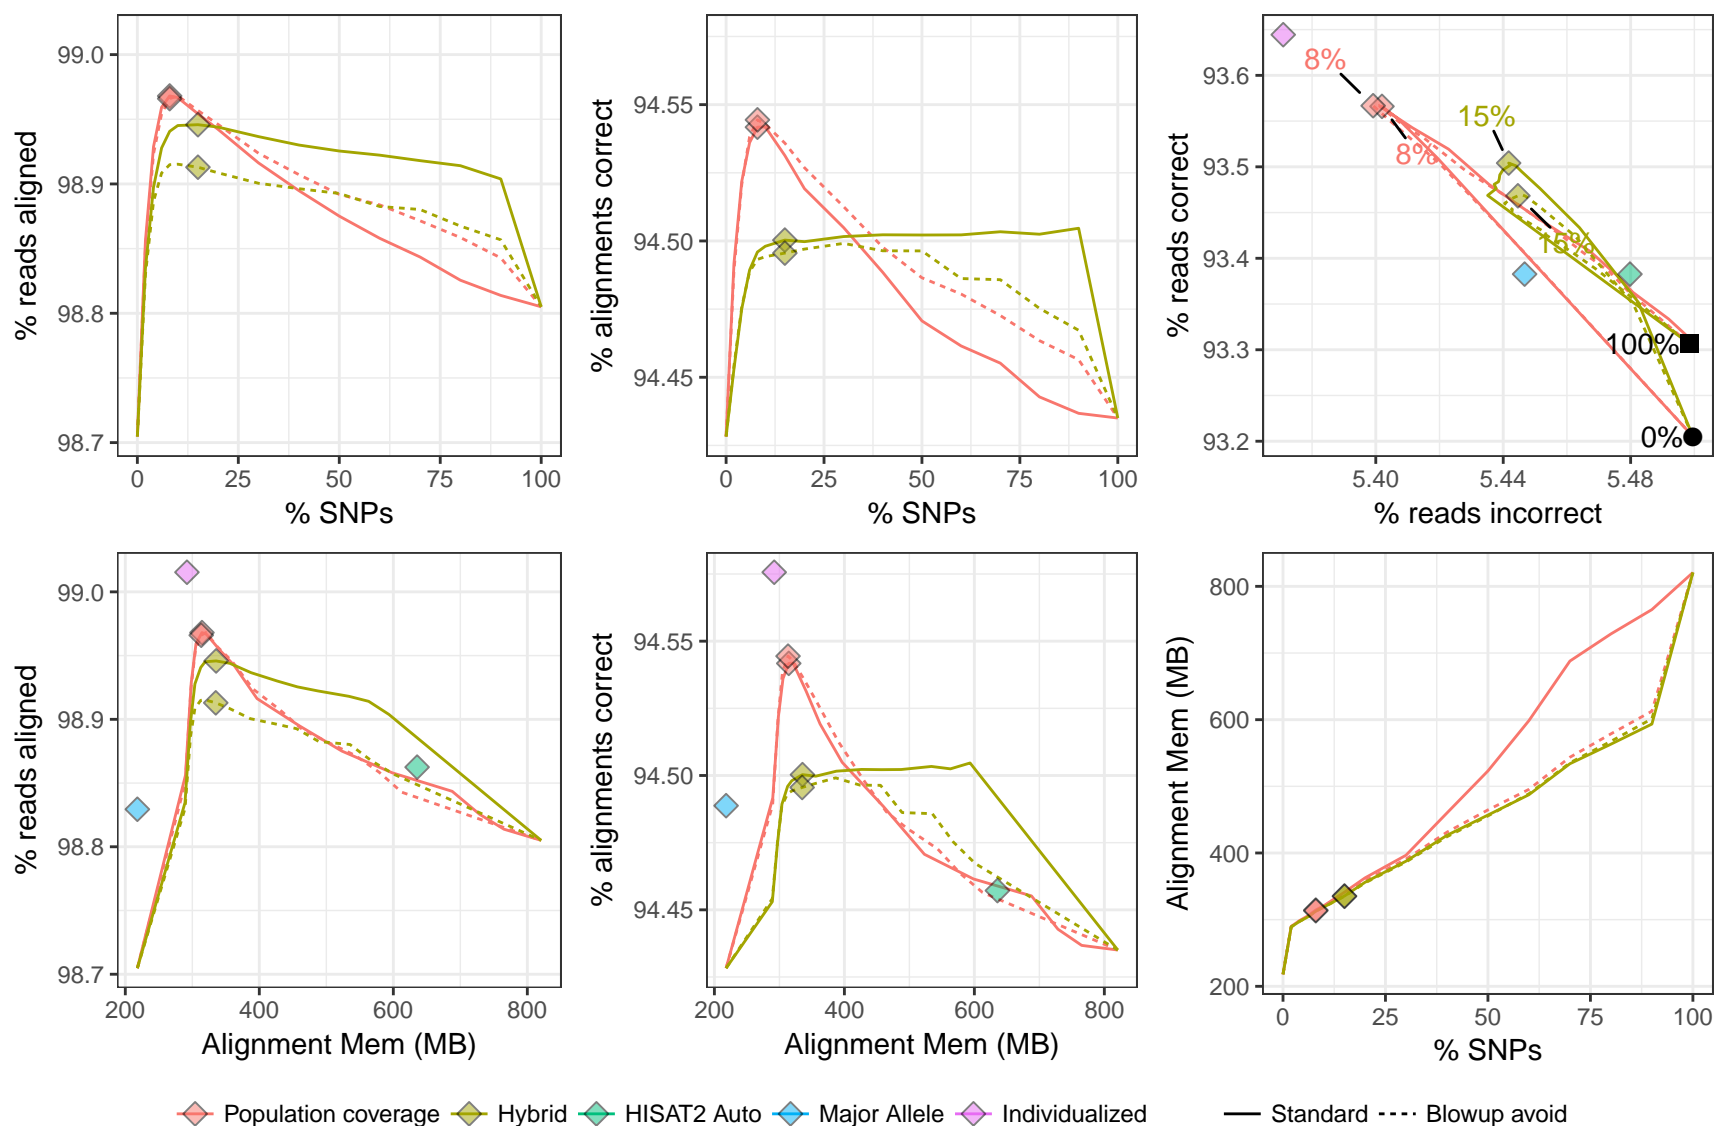 99.0
98.9
98.8
98.7
0
25
50
75
100
% SNPs
% reads aligned
94.55
94.50
94.45
0
25
50
75
100
% SNPs
% alignments correct
93.6
93.5
93.4
93.3
93.2
8%
8%
15%
15%
100%
0%
5.40
5.44
5.48
% reads incorrect
% reads correct
99.0
98.9
98.8
98.7
200
400
600
800
Alignment Mem (MB)
% reads aligned
94.55
94.50
94.45
200
400
600
800
Alignment Mem (MB)
% alignments correct
800
600
400
200
0
25
50
75
100
% SNPs
Alignment Mem (MB)
Population coverage
Hybrid
HISAT2 Auto
Major Allele
Individualized
Standard
Blowup avoid